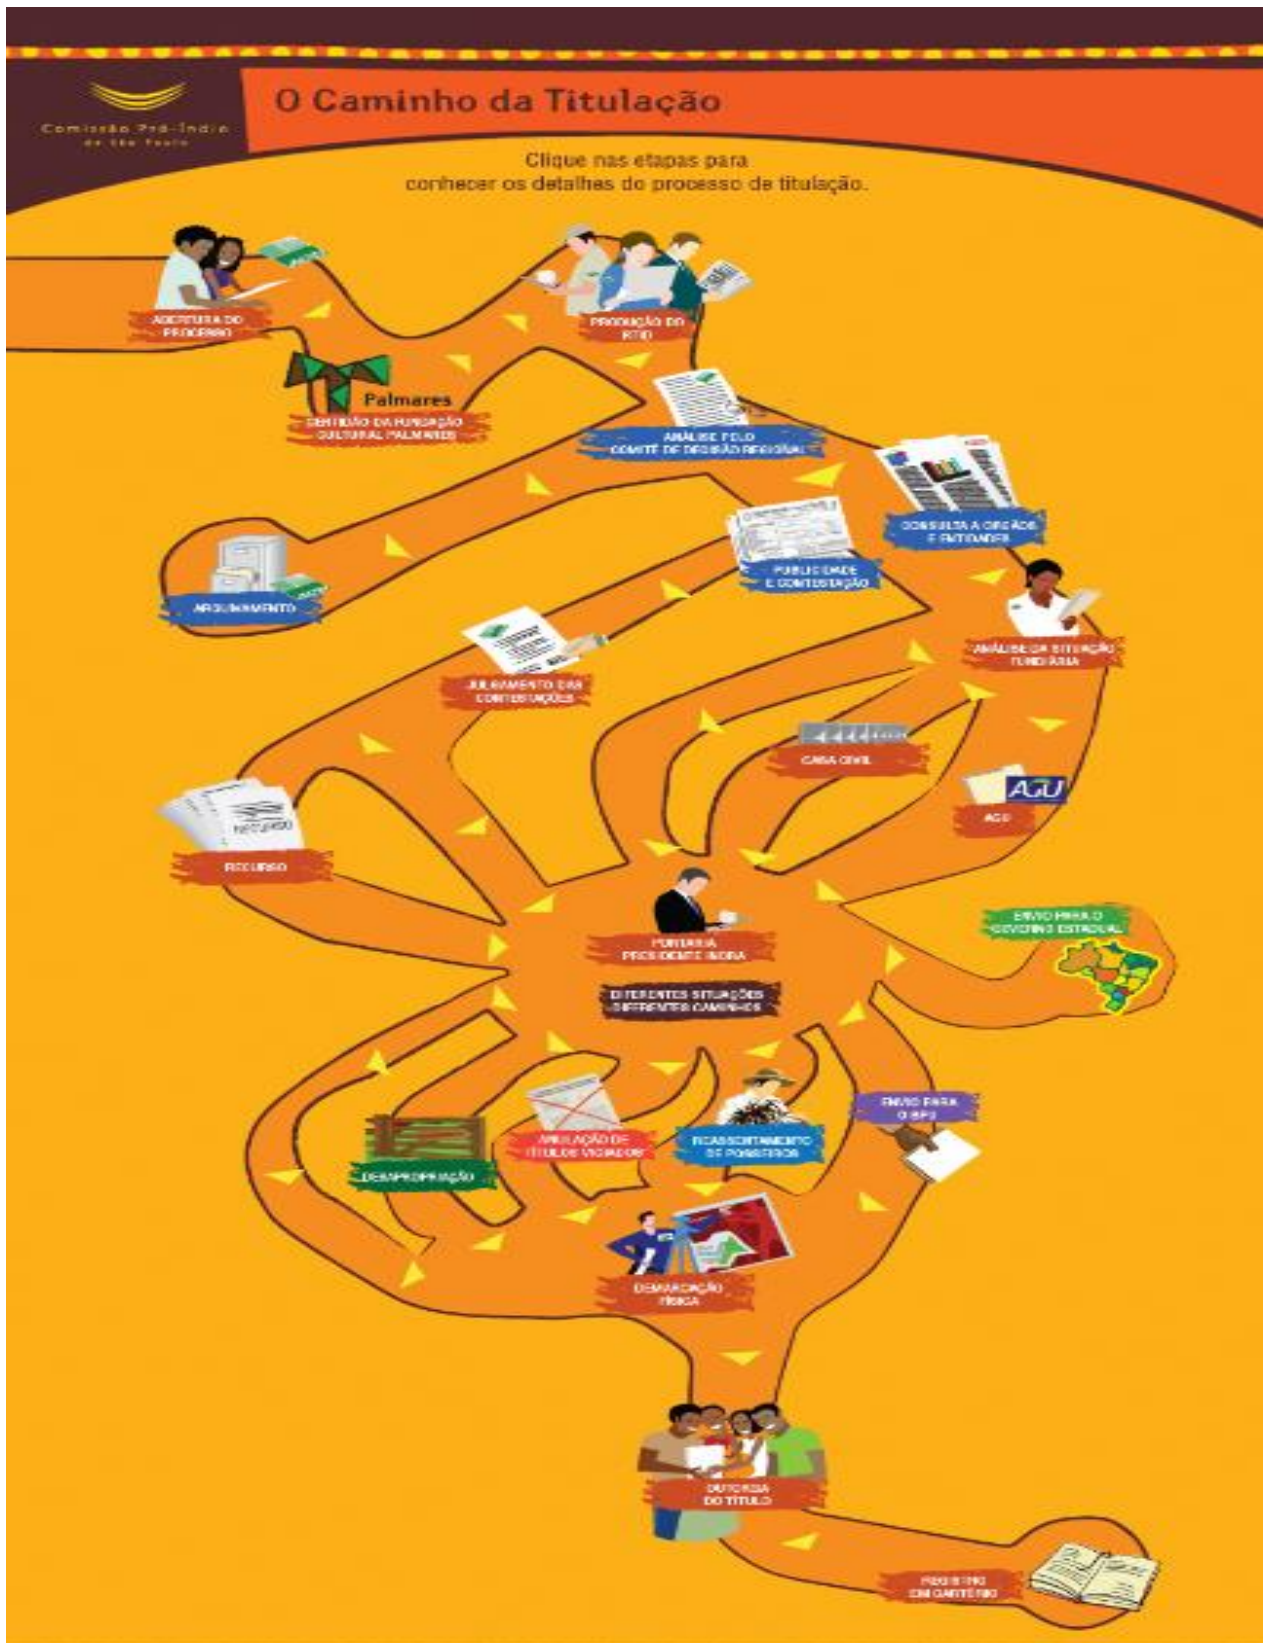 O Caminho da Titulação
Comissão Pró-Índio
de São Paulo
Clique nas etapas para
conhecer os detalhes do processo de titulação.
ABERTURA DO
PROCESSO
PRODUÇÃO DO
RTID
Palmares
CERTIDÃO DA FUNDAÇÃO
CULTURAL PALMARES
ANÁLISE PELO
COMITÊ DE DECISÃO REGIONAL
CONSULTA A ORGÃOS
E ENTIDADES
PUBLICIDADE
E CONTESTAÇÃO
ARQUIVAMENTO
ANÁLISE DA SITUAÇÃO
FUNDIÁRIA
JULGAMENTO DAS
CONTESTAÇÕES
CASA CIVIL
AGU
AGU
RECURSO
RECURSO
ENVIO PARA O
GOVERNO ESTADUAL
PORTARIA
PRESIDENTE INCRA
DIFERENTES SITUAÇÕES
DIFERENTES CAMINHOS
ENVIO PARA
O SPU
DESAPROPRIAÇÃO
ANULAÇÃO DE
TÍTULOS VICIADOS
REASSENTAMENTO
DE POSSEIROS
DEMARCAÇÃO
FÍSICA
OUTORGA
DO TÍTULO
REGISTRO
EM CARTÓRIO